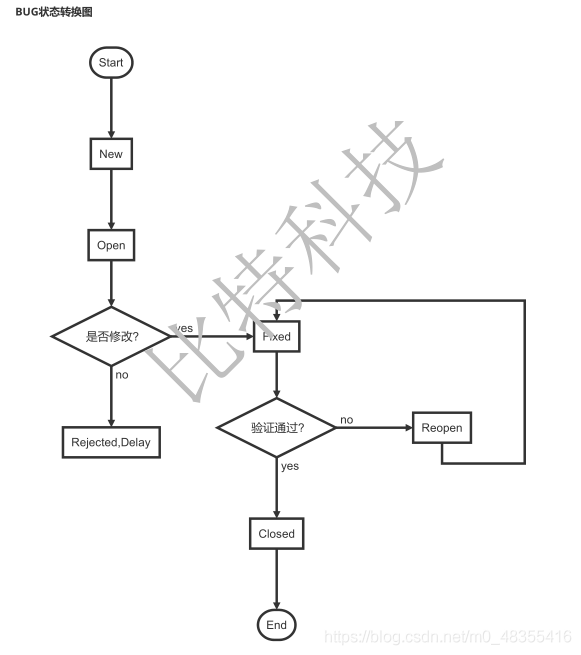 BUG状态转换图
Start
New
Open
是否修改?
yes
Fixed
no
Rejected,Delay
验证通过?
no
Reopen
yes
Closed
End
比特科技
https://blog.csdn.net/m0_48355416